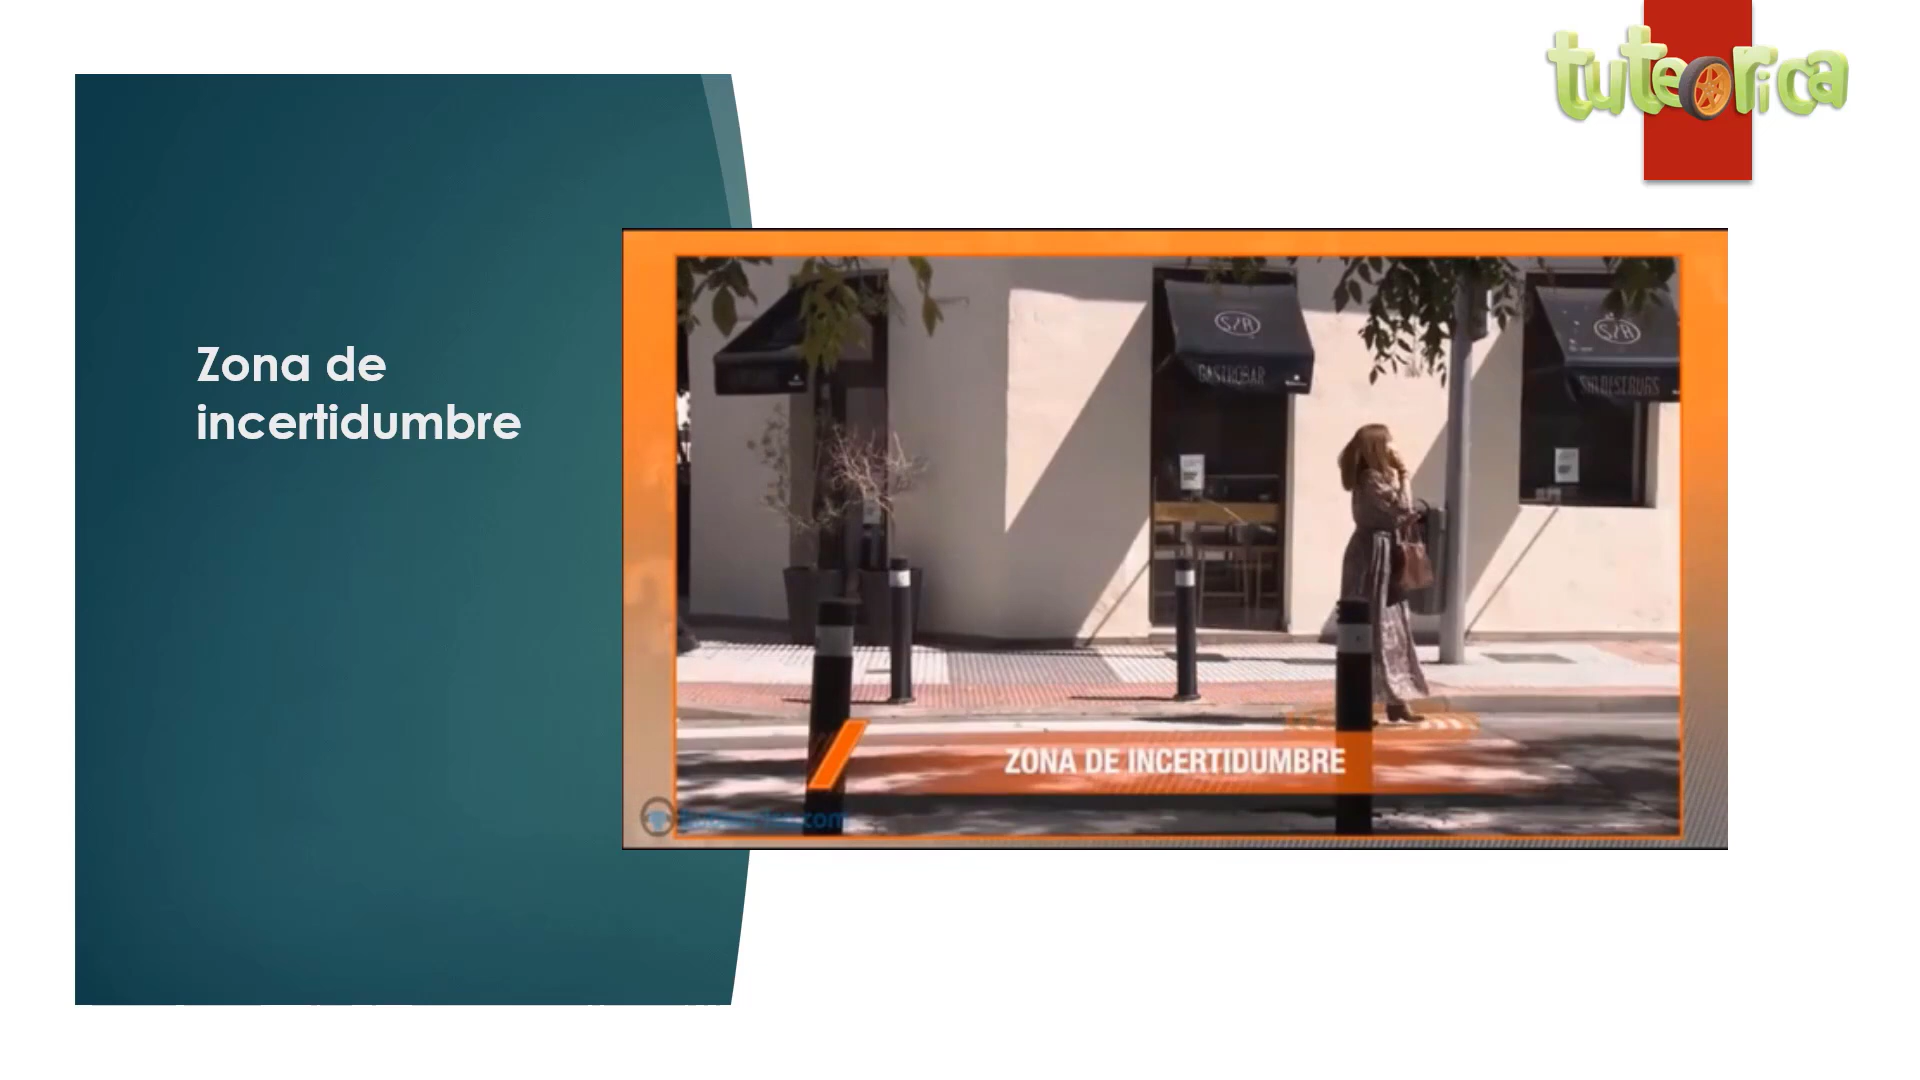 tuteorica
Zona de
incertidumbre
GASTROBAR
ZONA DE INCERTIDUMBRE